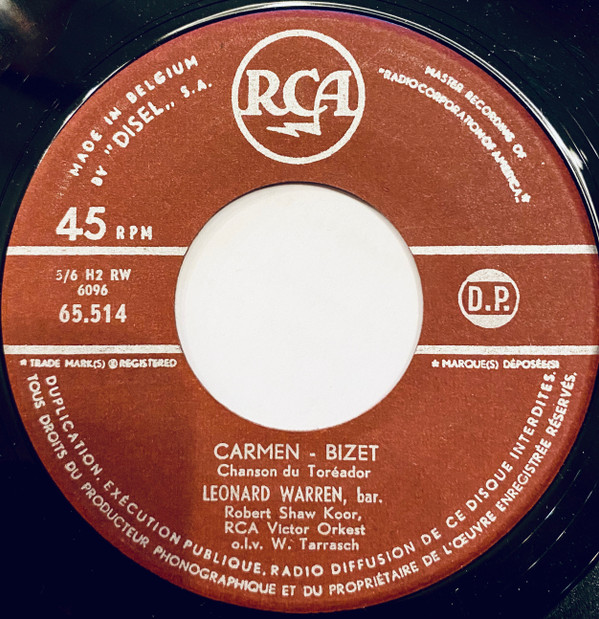 RCA
MADE IN BELGIUM
BY "DISEL„ S.A.
MASTER RECORDING OF
"RADIO CORPORATION OF AMERICA"*
45 RPM
5/6 H2 RW
6096
65.514
D.P.
* TRADE MARK(S) ® REGISTERED
* MARQUE(S) DÉPOSÉE(S)
CARMEN - BIZET
Chanson du Toréador
LEONARD WARREN, bar.
Robert Shaw Koor,
RCA Victor Orkest
o.l.v. W. Tarrasch
DUPLICATION, EXÉCUTION PUBLIQUE, RADIO DIFFUSION DE CE DISQUE INTERDITES.
TOUS DROITS DU PRODUCTEUR PHONOGRAPHIQUE ET DU PROPRIÉTAIRE DE L'ŒUVRE ENREGISTRÉE RÉSERVÉS.